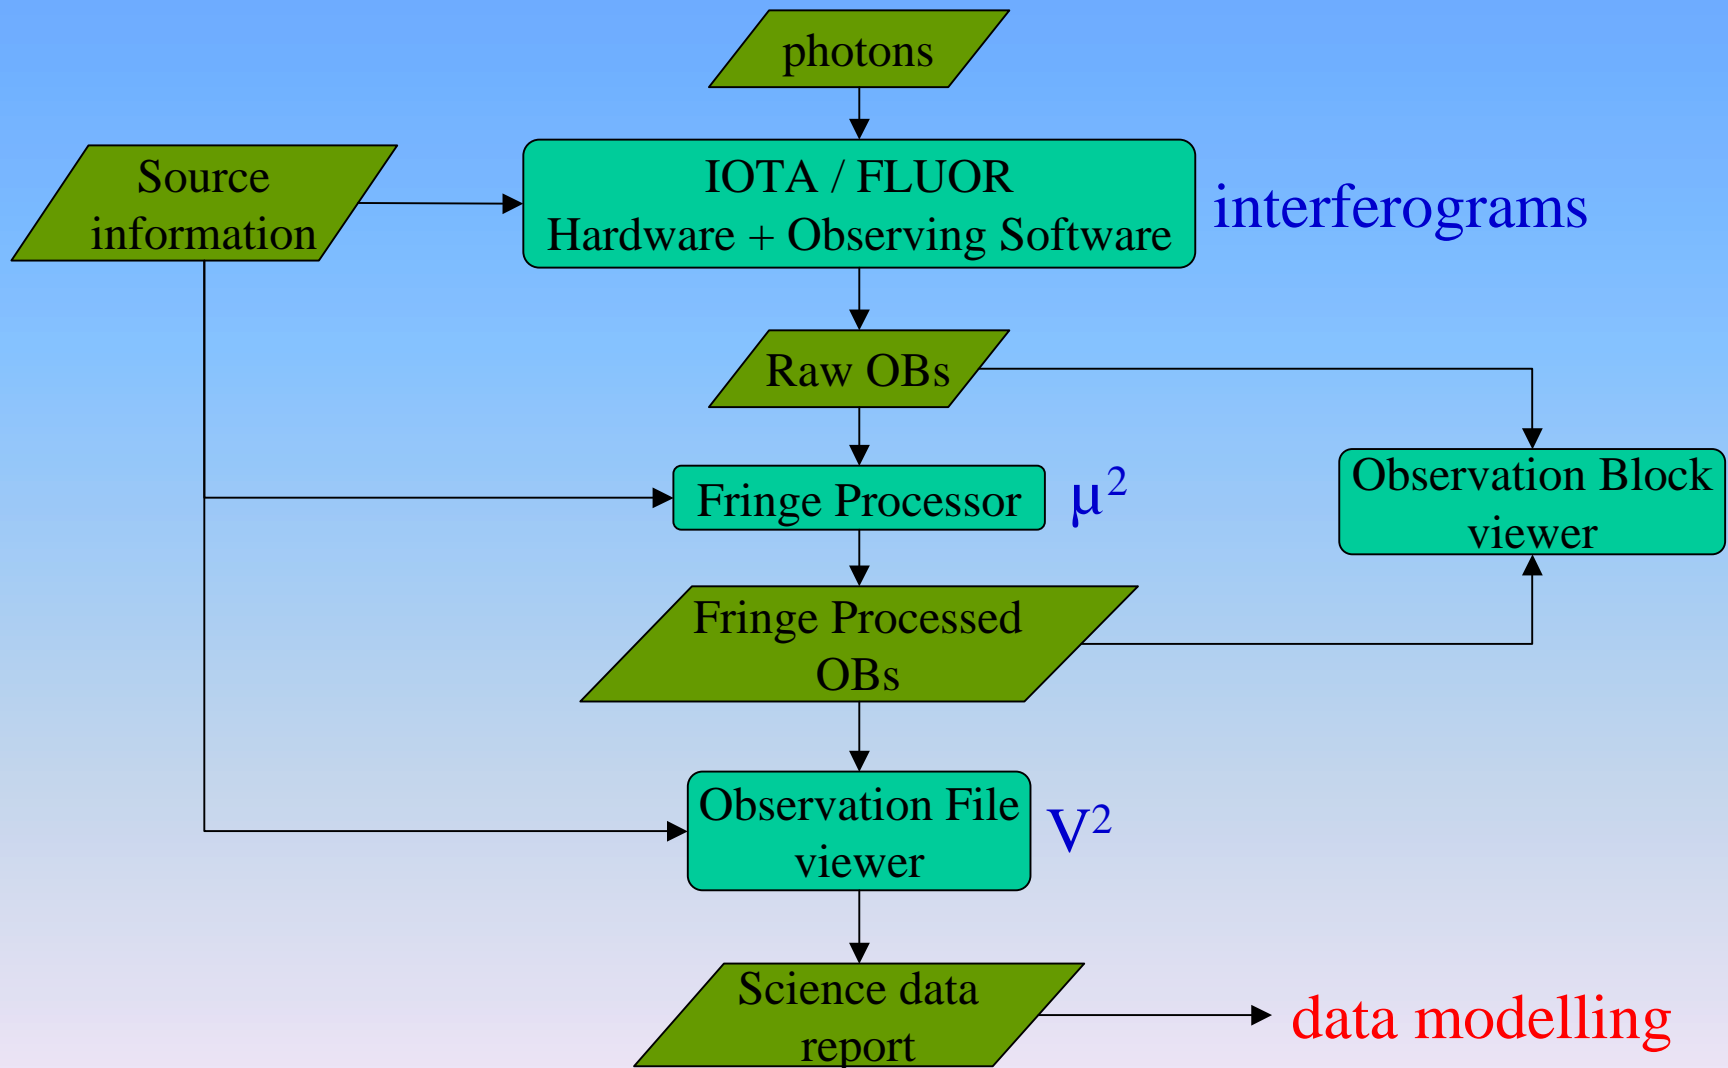 photons
Source
information
IOTA / FLUOR
Hardware + Observing Software
interferograms
Raw OBs
Fringe Processor
μ²
Observation Block
viewer
Fringe Processed
OBs
Observation File
viewer
V²
Science data
report
data modelling